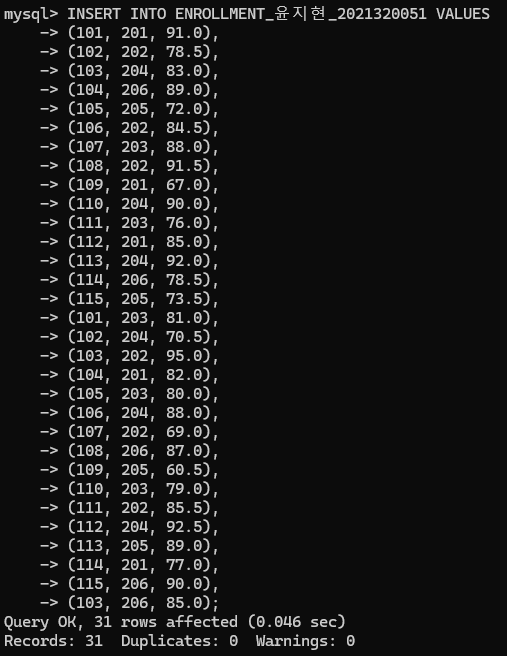 mysql> INSERT INTO ENROLLMENT_윤지현_2021320051 VALUES
    -> (101, 201, 91.0),
    -> (102, 202, 78.5),
    -> (103, 204, 83.0),
    -> (104, 206, 89.0),
    -> (105, 205, 72.0),
    -> (106, 202, 84.5),
    -> (107, 203, 88.0),
    -> (108, 202, 91.5),
    -> (109, 201, 67.0),
    -> (110, 204, 90.0),
    -> (111, 203, 76.0),
    -> (112, 201, 85.0),
    -> (113, 204, 92.0),
    -> (114, 206, 78.5),
    -> (115, 205, 73.5),
    -> (101, 203, 81.0),
    -> (102, 204, 70.5),
    -> (103, 202, 95.0),
    -> (104, 201, 82.0),
    -> (105, 203, 80.0),
    -> (106, 204, 88.0),
    -> (107, 202, 69.0),
    -> (108, 206, 87.0),
    -> (109, 205, 60.5),
    -> (110, 203, 79.0),
    -> (111, 202, 85.5),
    -> (112, 204, 92.5),
    -> (113, 205, 89.0),
    -> (114, 201, 77.0),
    -> (115, 206, 90.0),
    -> (103, 206, 85.0);
Query OK, 31 rows affected (0.046 sec)
Records: 31  Duplicates: 0  Warnings: 0